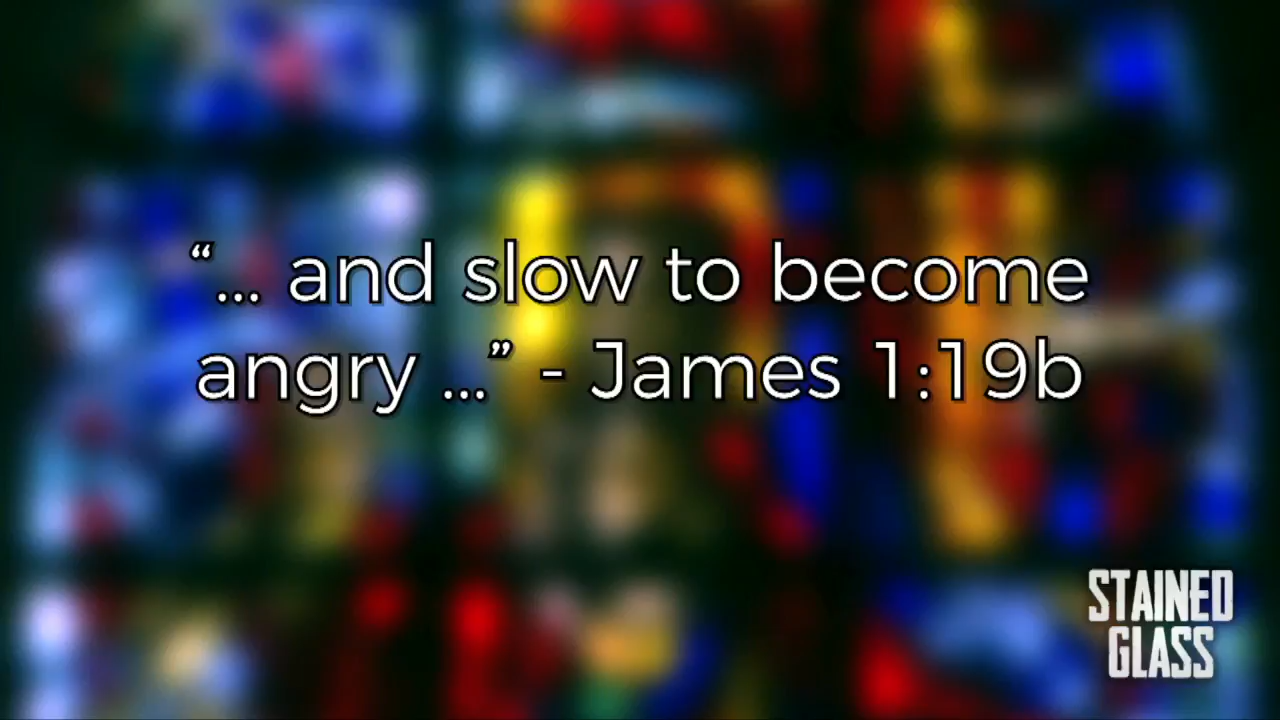 “... and slow to become
angry ...” - James 1:19b
STAINED
GLASS